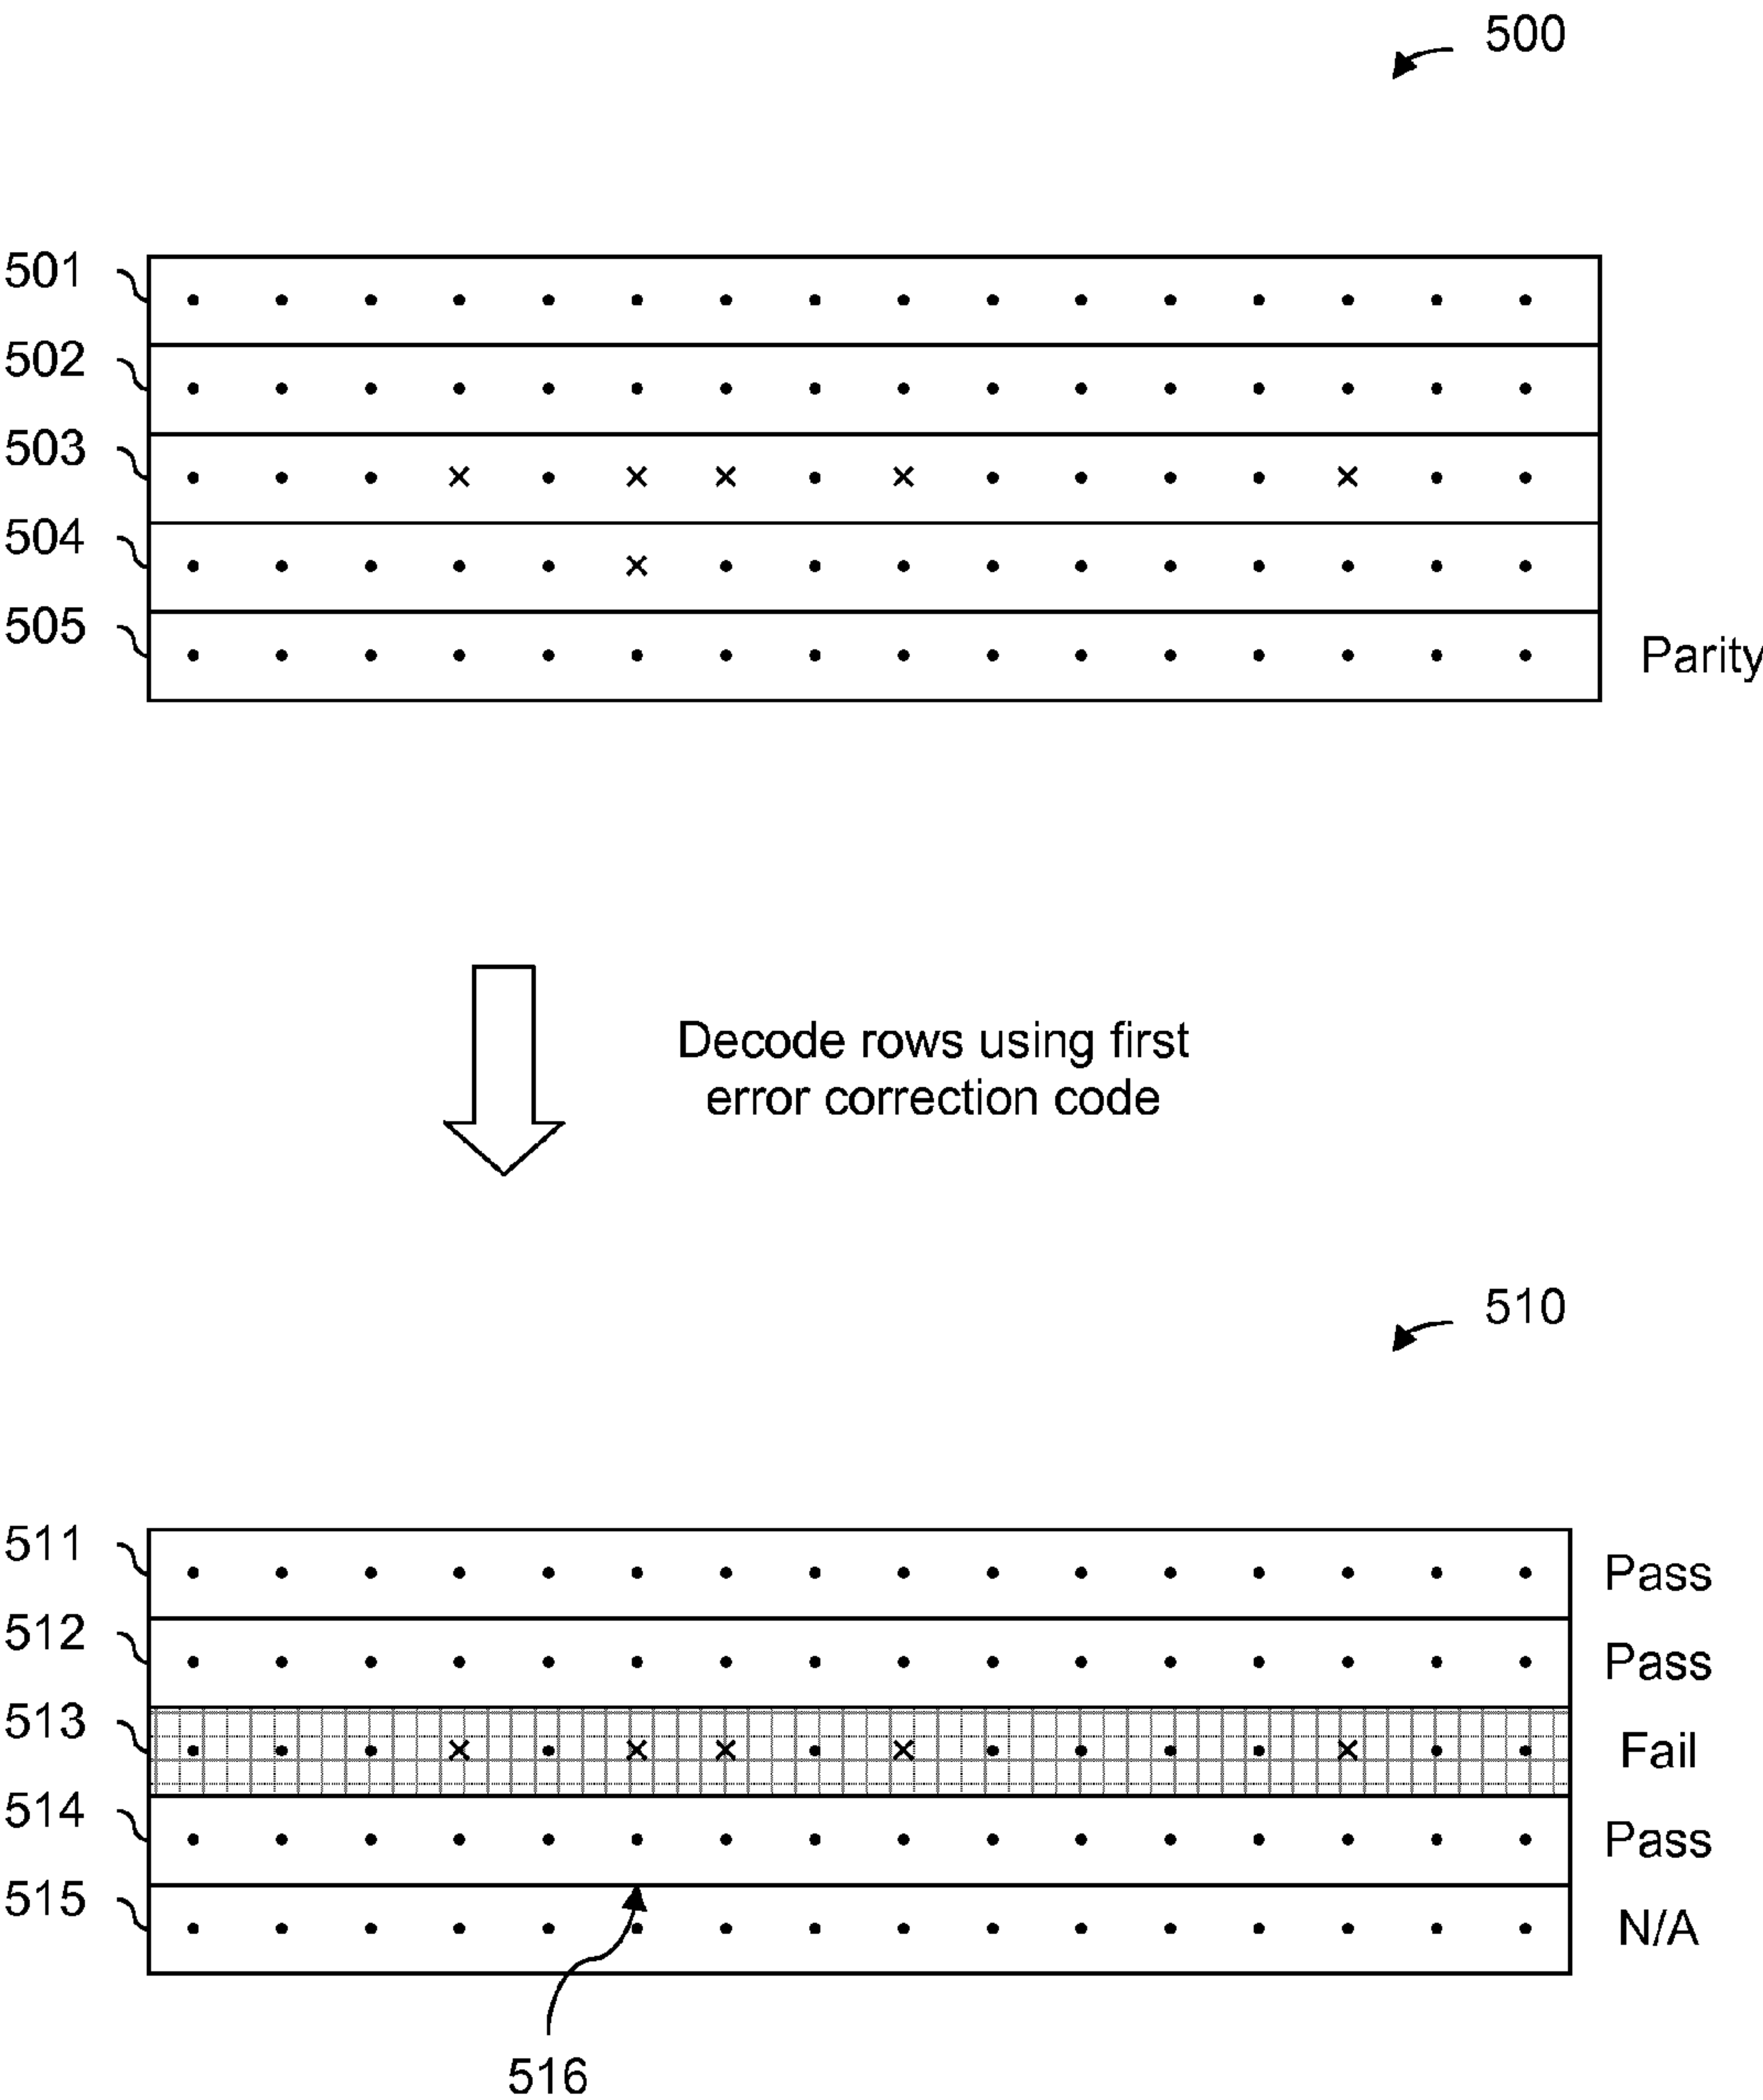 500
501
502
503
504
505
Parity
Decode rows using first
error correction code
510
511
Pass
512
Pass
513
Fail
514
Pass
515
N/A
516